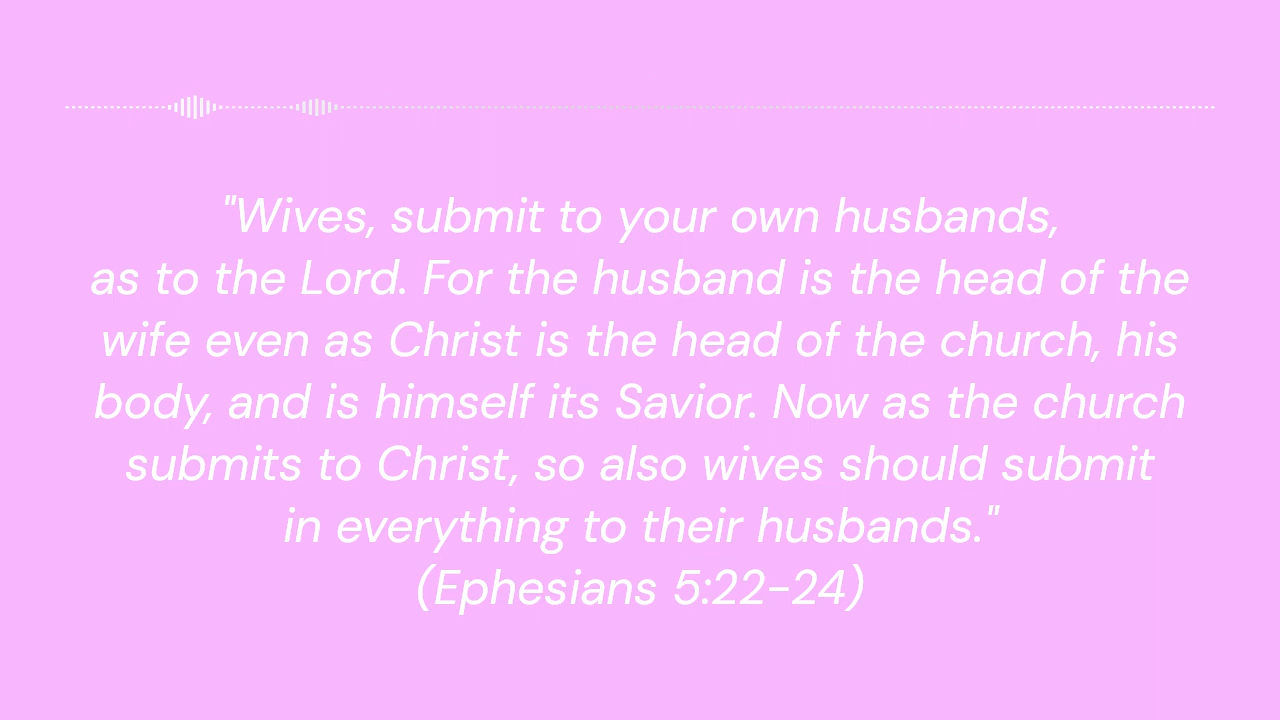 "Wives, submit to your own husbands,
as to the Lord. For the husband is the head of the
wife even as Christ is the head of the church, his
body, and is himself its Savior. Now as the church
submits to Christ, so also wives should submit
in everything to their husbands."
(Ephesians 5:22-24)